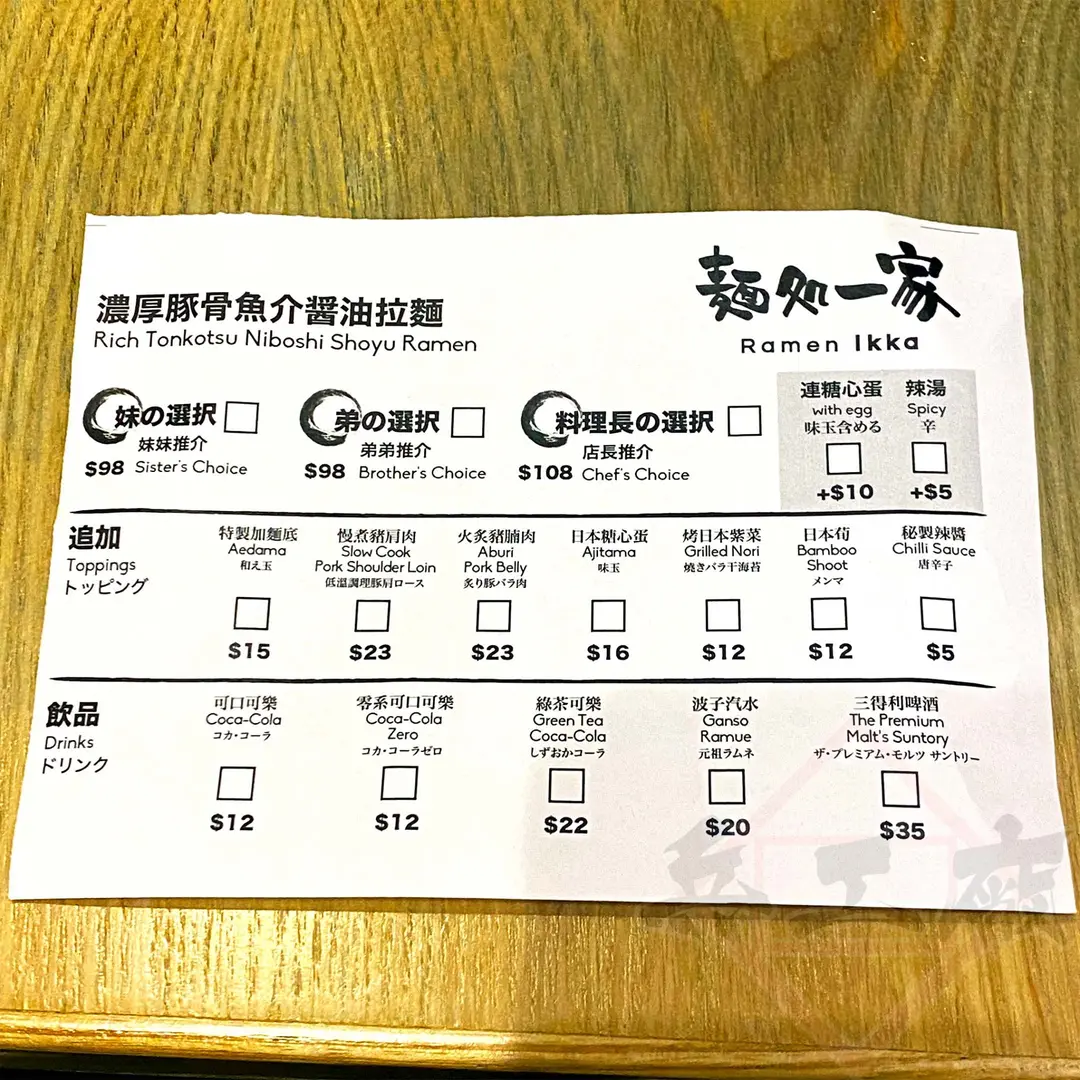 麺処一家
Ramen Ikka
濃厚豚骨魚介醤油拉麵
Rich Tonkotsu Niboshi Shoyu Ramen
妹の選択
妹妹推介
$98 Sister's Choice
弟の選択
弟弟推介
$98 Brother's Choice
料理長の選択
店長推介
$108 Chef's Choice
連糖心蛋
with egg
味玉含める
+$10
辣湯
Spicy
辛
+$5
追加
Toppings
トッピング
特製加麵底
Aedama
和え玉
$15
慢煮豬肩肉
Slow Cook
Pork Shoulder Loin
低温調理豚肩ロース
$23
火炙豬腩肉
Aburi
Pork Belly
炙り豚バラ肉
$23
日本糖心蛋
Ajitama
味玉
$16
烤日本紫菜
Grilled Nori
焼きバラ干海苔
$12
日本荀
Bamboo
Shoot
メンマ
$12
秘製辣醬
Chilli Sauce
唐辛子
$5
飲品
Drinks
ドリンク
可口可樂
Coca-Cola
コカ・コーラ
$12
零系可口可樂
Coca-Cola
Zero
コカ・コーラゼロ
$12
綠茶可樂
Green Tea
Coca-Cola
しずおかコーラ
$22
波子汽水
Ganso
Ramue
元祖ラムネ
$20
三得利啤酒
The Premium
Malt's Suntory
ザ・プレミアム・モルツ サントリー
$35